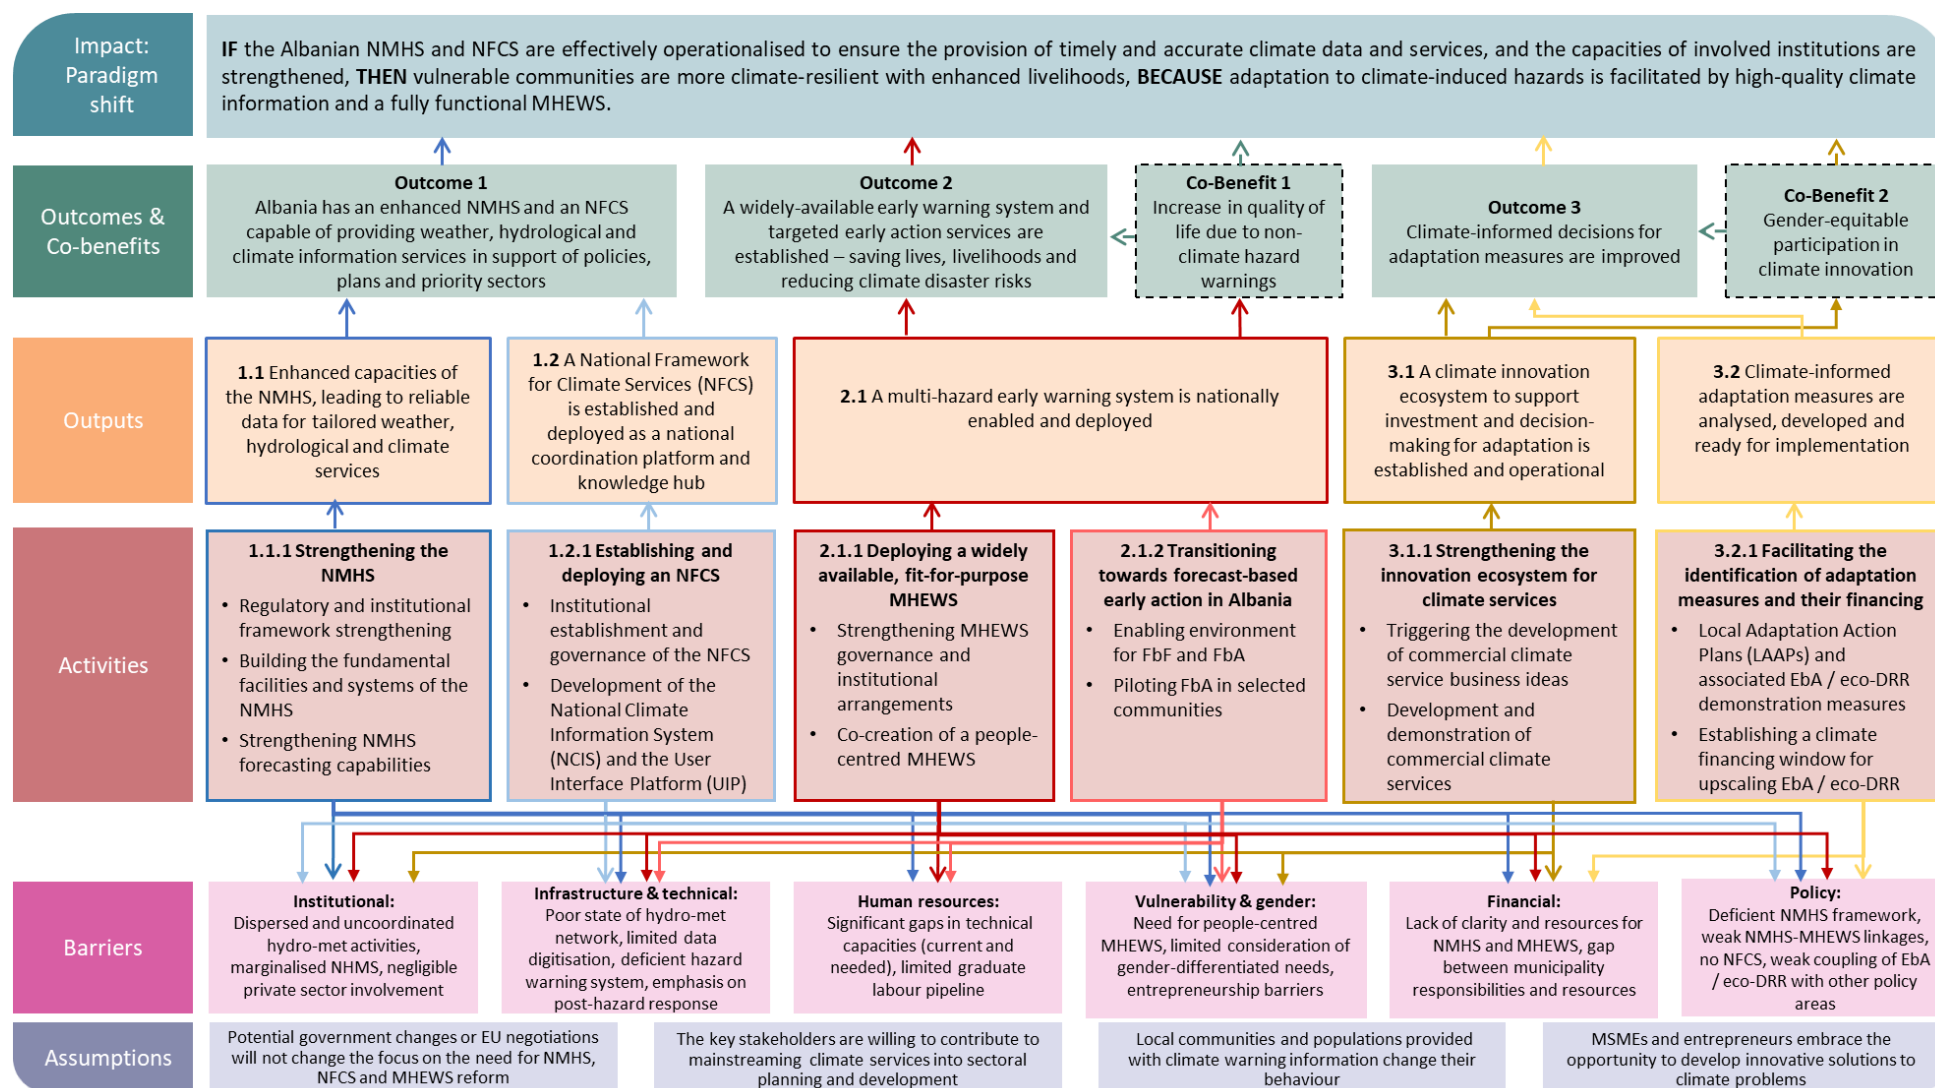 Impact:
Paradigm
shift
IF the Albanian NMHS and NFCS are effectively operationalised to ensure the provision of timely and accurate climate data and services, and the capacities of involved institutions are
strengthened, THEN vulnerable communities are more climate-resilient with enhanced livelihoods, BECAUSE adaptation to climate-induced hazards is facilitated by high-quality climate
information and a fully functional MHEWS.
Outcomes &
Co-benefits
Outcome 1
Albania has an enhanced NMHS and an NFCS
capable of providing weather, hydrological and
climate information services in support of policies,
plans and priority sectors
Outcome 2
A widely-available early warning system and
targeted early action services are
established – saving lives, livelihoods and
reducing climate disaster risks
Co-Benefit 1
Increase in quality of
life due to non-
climate hazard
warnings
Outcome 3
Climate-informed decisions for
adaptation measures are improved
Co-Benefit 2
Gender-equitable
participation in
climate innovation
Outputs
1.1 Enhanced capacities of
the NMHS, leading to reliable
data for tailored weather,
hydrological and climate
services
1.2 A National Framework
for Climate Services (NFCS)
is established and
deployed as a national
coordination platform and
knowledge hub
2.1 A multi-hazard early warning system is nationally
enabled and deployed
3.1 A climate innovation
ecosystem to support
investment and decision-
making for adaptation is
established and operational
3.2 Climate-informed
adaptation measures are
analysed, developed and
ready for implementation
Activities
1.1.1 Strengthening the
NMHS
• Regulatory and institutional
framework strengthening
• Building the fundamental
facilities and systems of the
NMHS
• Strengthening NMHS
forecasting capabilities
1.2.1 Establishing and
deploying an NFCS
• Institutional
establishment and
governance of the NFCS
• Development of the
National Climate
Information System
(NCIS) and the User
Interface Platform (UIP)
2.1.1 Deploying a widely
available, fit-for-purpose
MHEWS
• Strengthening MHEWS
governance and
institutional
arrangements
• Co-creation of a people-
centred MHEWS
2.1.2 Transitioning
towards forecast-based
early action in Albania
• Enabling environment
for FbF and FbA
• Piloting FbA in selected
communities
3.1.1 Strengthening the
innovation ecosystem for
climate services
• Triggering the development
of commercial climate
service business ideas
• Development and
demonstration of
commercial climate
services
3.2.1 Facilitating the
identification of adaptation
measures and their financing
• Local Adaptation Action
Plans (LAAPs) and
associated EbA / eco-DRR
demonstration measures
• Establishing a climate
financing window for
upscaling EbA / eco-DRR
Barriers
Institutional:
Dispersed and uncoordinated
hydro-met activities,
marginalised NHMS, negligible
private sector involvement
Infrastructure & technical:
Poor state of hydro-met
network, limited data
digitisation, deficient hazard
warning system, emphasis on
post-hazard response
Human resources:
Significant gaps in technical
capacities (current and
needed), limited graduate
labour pipeline
Vulnerability & gender:
Need for people-centred
MHEWS, limited consideration of
gender-differentiated needs,
entrepreneurship barriers
Financial:
Lack of clarity and resources for
NMHS and MHEWS, gap
between municipality
responsibilities and resources
Policy:
Deficient NMHS framework,
weak NMHS-MHEWS linkages,
no NFCS, weak coupling of EbA
/ eco-DRR with other policy
areas
Assumptions
Potential government changes or EU negotiations
will not change the focus on the need for NMHS,
NFCS and MHEWS reform
The key stakeholders are willing to contribute to
mainstreaming climate services into sectoral
planning and development
Local communities and populations provided
with climate warning information change their
behaviour
MSMEs and entrepreneurs embrace the
opportunity to develop innovative solutions to
climate problems